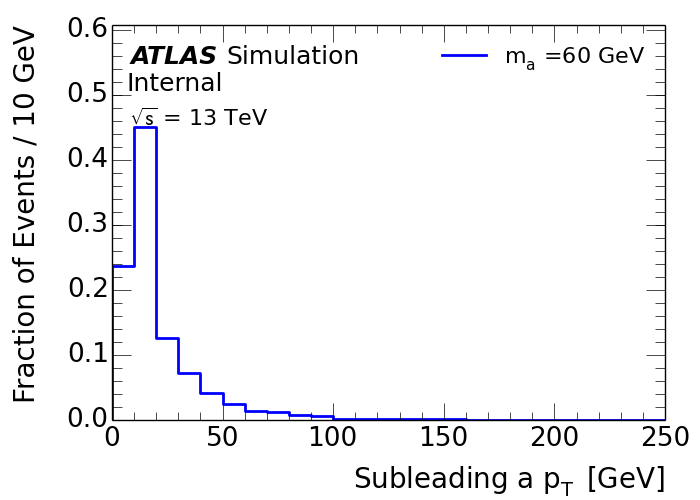 0.6
ATLAS Simulation
Internal
√s = 13 TeV
m_a =60 GeV
0.5
0.4
0.3
0.2
0.1
0.0
Fraction of Events / 10 GeV
0 50 100 150 200 250
Subleading a p_T [GeV]